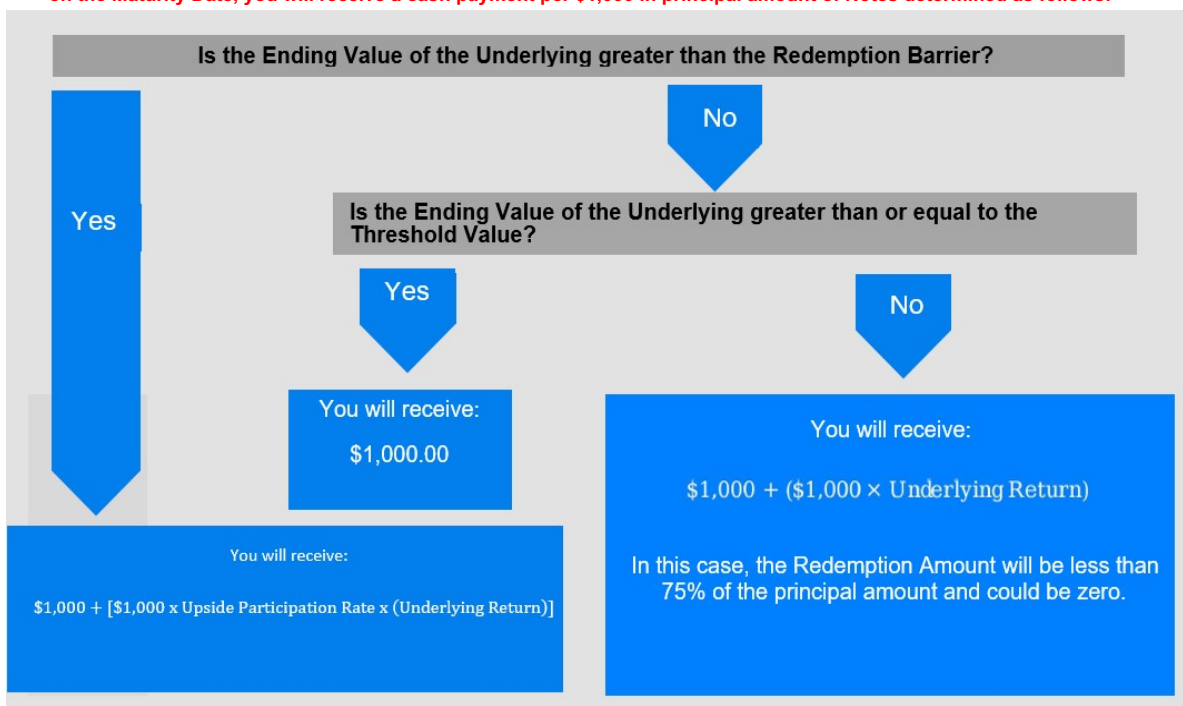 Is the Ending Value of the Underlying greater than the Redemption Barrier?
No
Yes
Is the Ending Value of the Underlying greater than or equal to the
Threshold Value?
Yes
No
You will receive:
$1,000.00
You will receive:
$1,000 + ($1,000 × Underlying Return)
In this case, the Redemption Amount will be less than
75% of the principal amount and could be zero.
You will receive:
$1,000 + [$1,000 x Upside Participation Rate x (Underlying Return)]